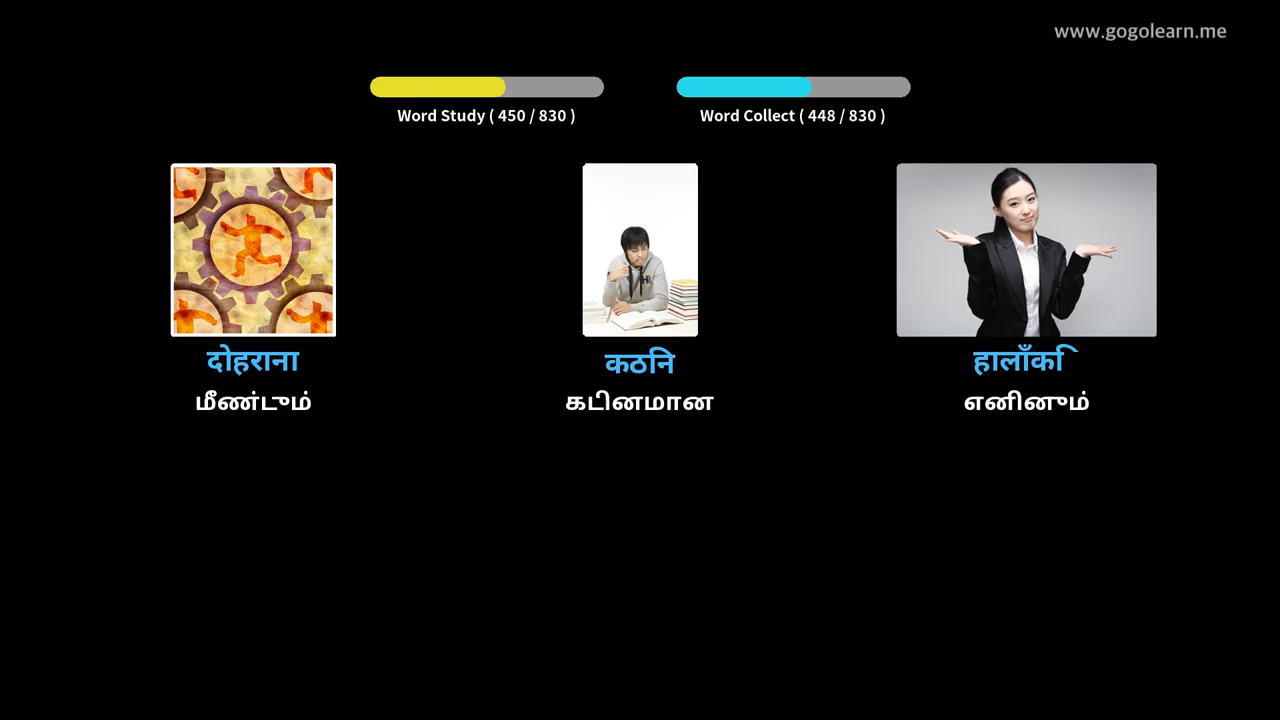 www.gogolearn.me
Word Study ( 450 / 830 )
Word Collect ( 448 / 830 )
दोहराना
कठिन
हालाँकि
மீண்டும்
கடினமான
எனினும்